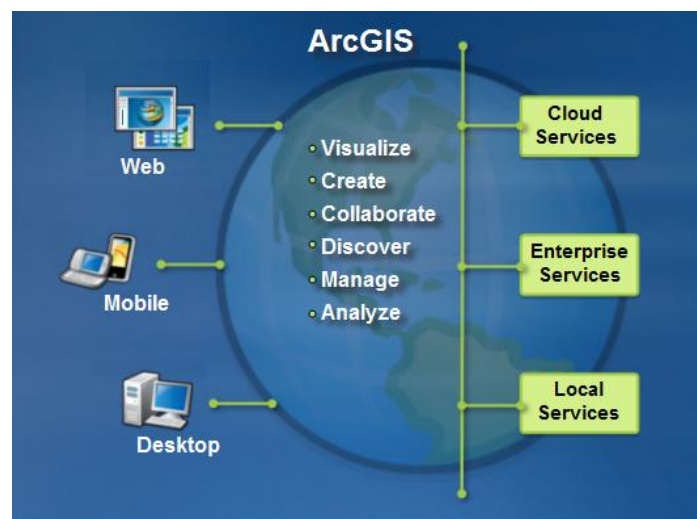 ArcGIS
Web
Mobile
Desktop
• Visualize
• Create
• Collaborate
• Discover
• Manage
• Analyze
Cloud
Services
Enterprise
Services
Local
Services